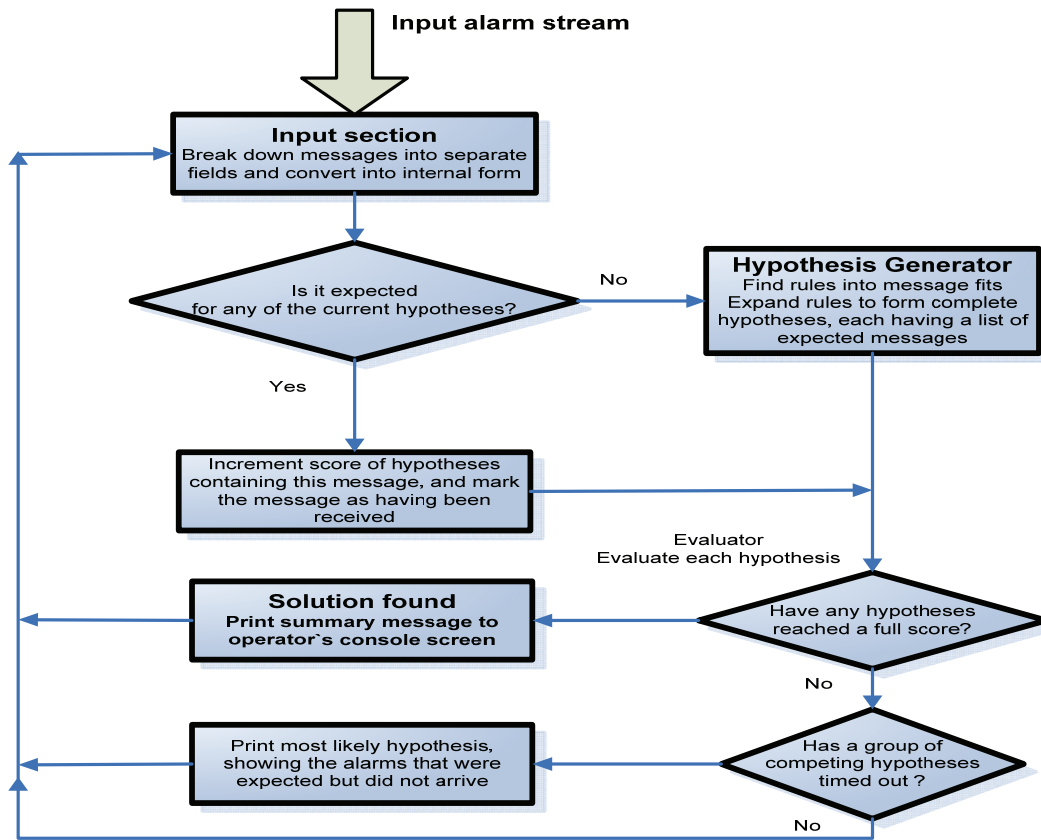 Input alarm stream
Input section
Break down messages into separate
fields and convert into internal form
Is it expected
for any of the current hypotheses?
No
Hypothesis Generator
Find rules into message fits
Expand rules to form complete
hypotheses, each having a list of
expected messages
Yes
Increment score of hypotheses
containing this message, and mark
the message as having been
received
Evaluator
Evaluate each hypothesis
Have any hypotheses
reached a full score?
Solution found
Print summary message to
operator`s console screen
No
Has a group of
competing hypotheses
timed out ?
Print most likely hypothesis,
showing the alarms that were
expected but did not arrive
No